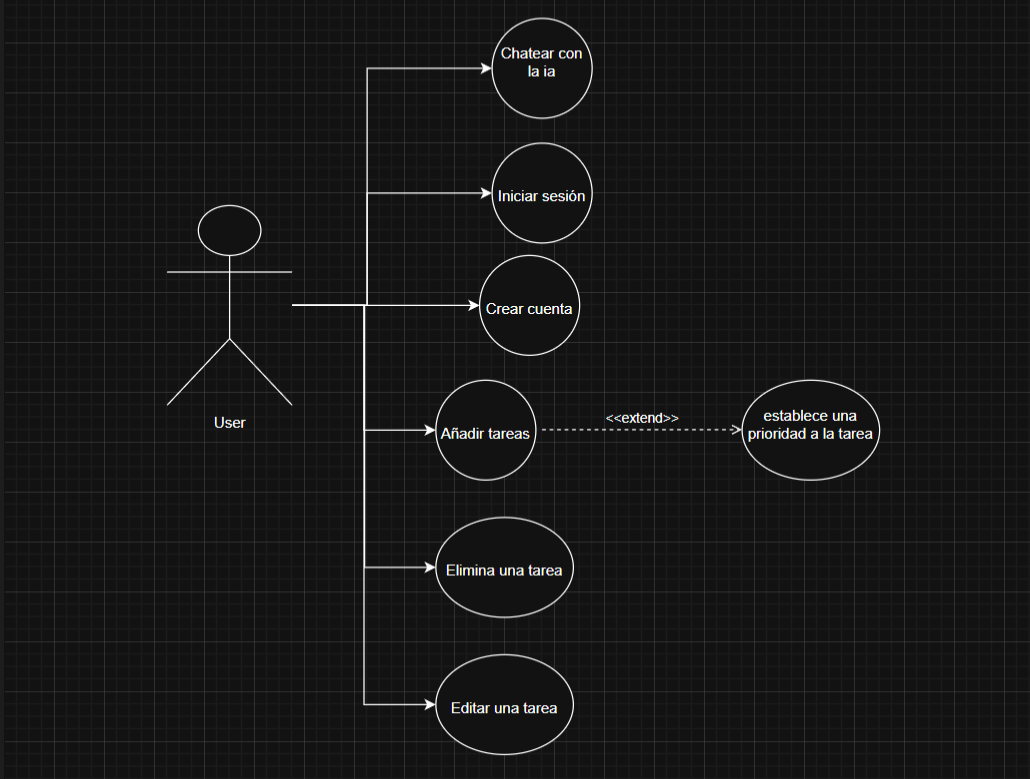 Chatear con
la ia
Iniciar sesión
Crear cuenta
User
Añadir tareas
<<extend>>
establece una
prioridad a la tarea
Elimina una tarea
Editar una tarea